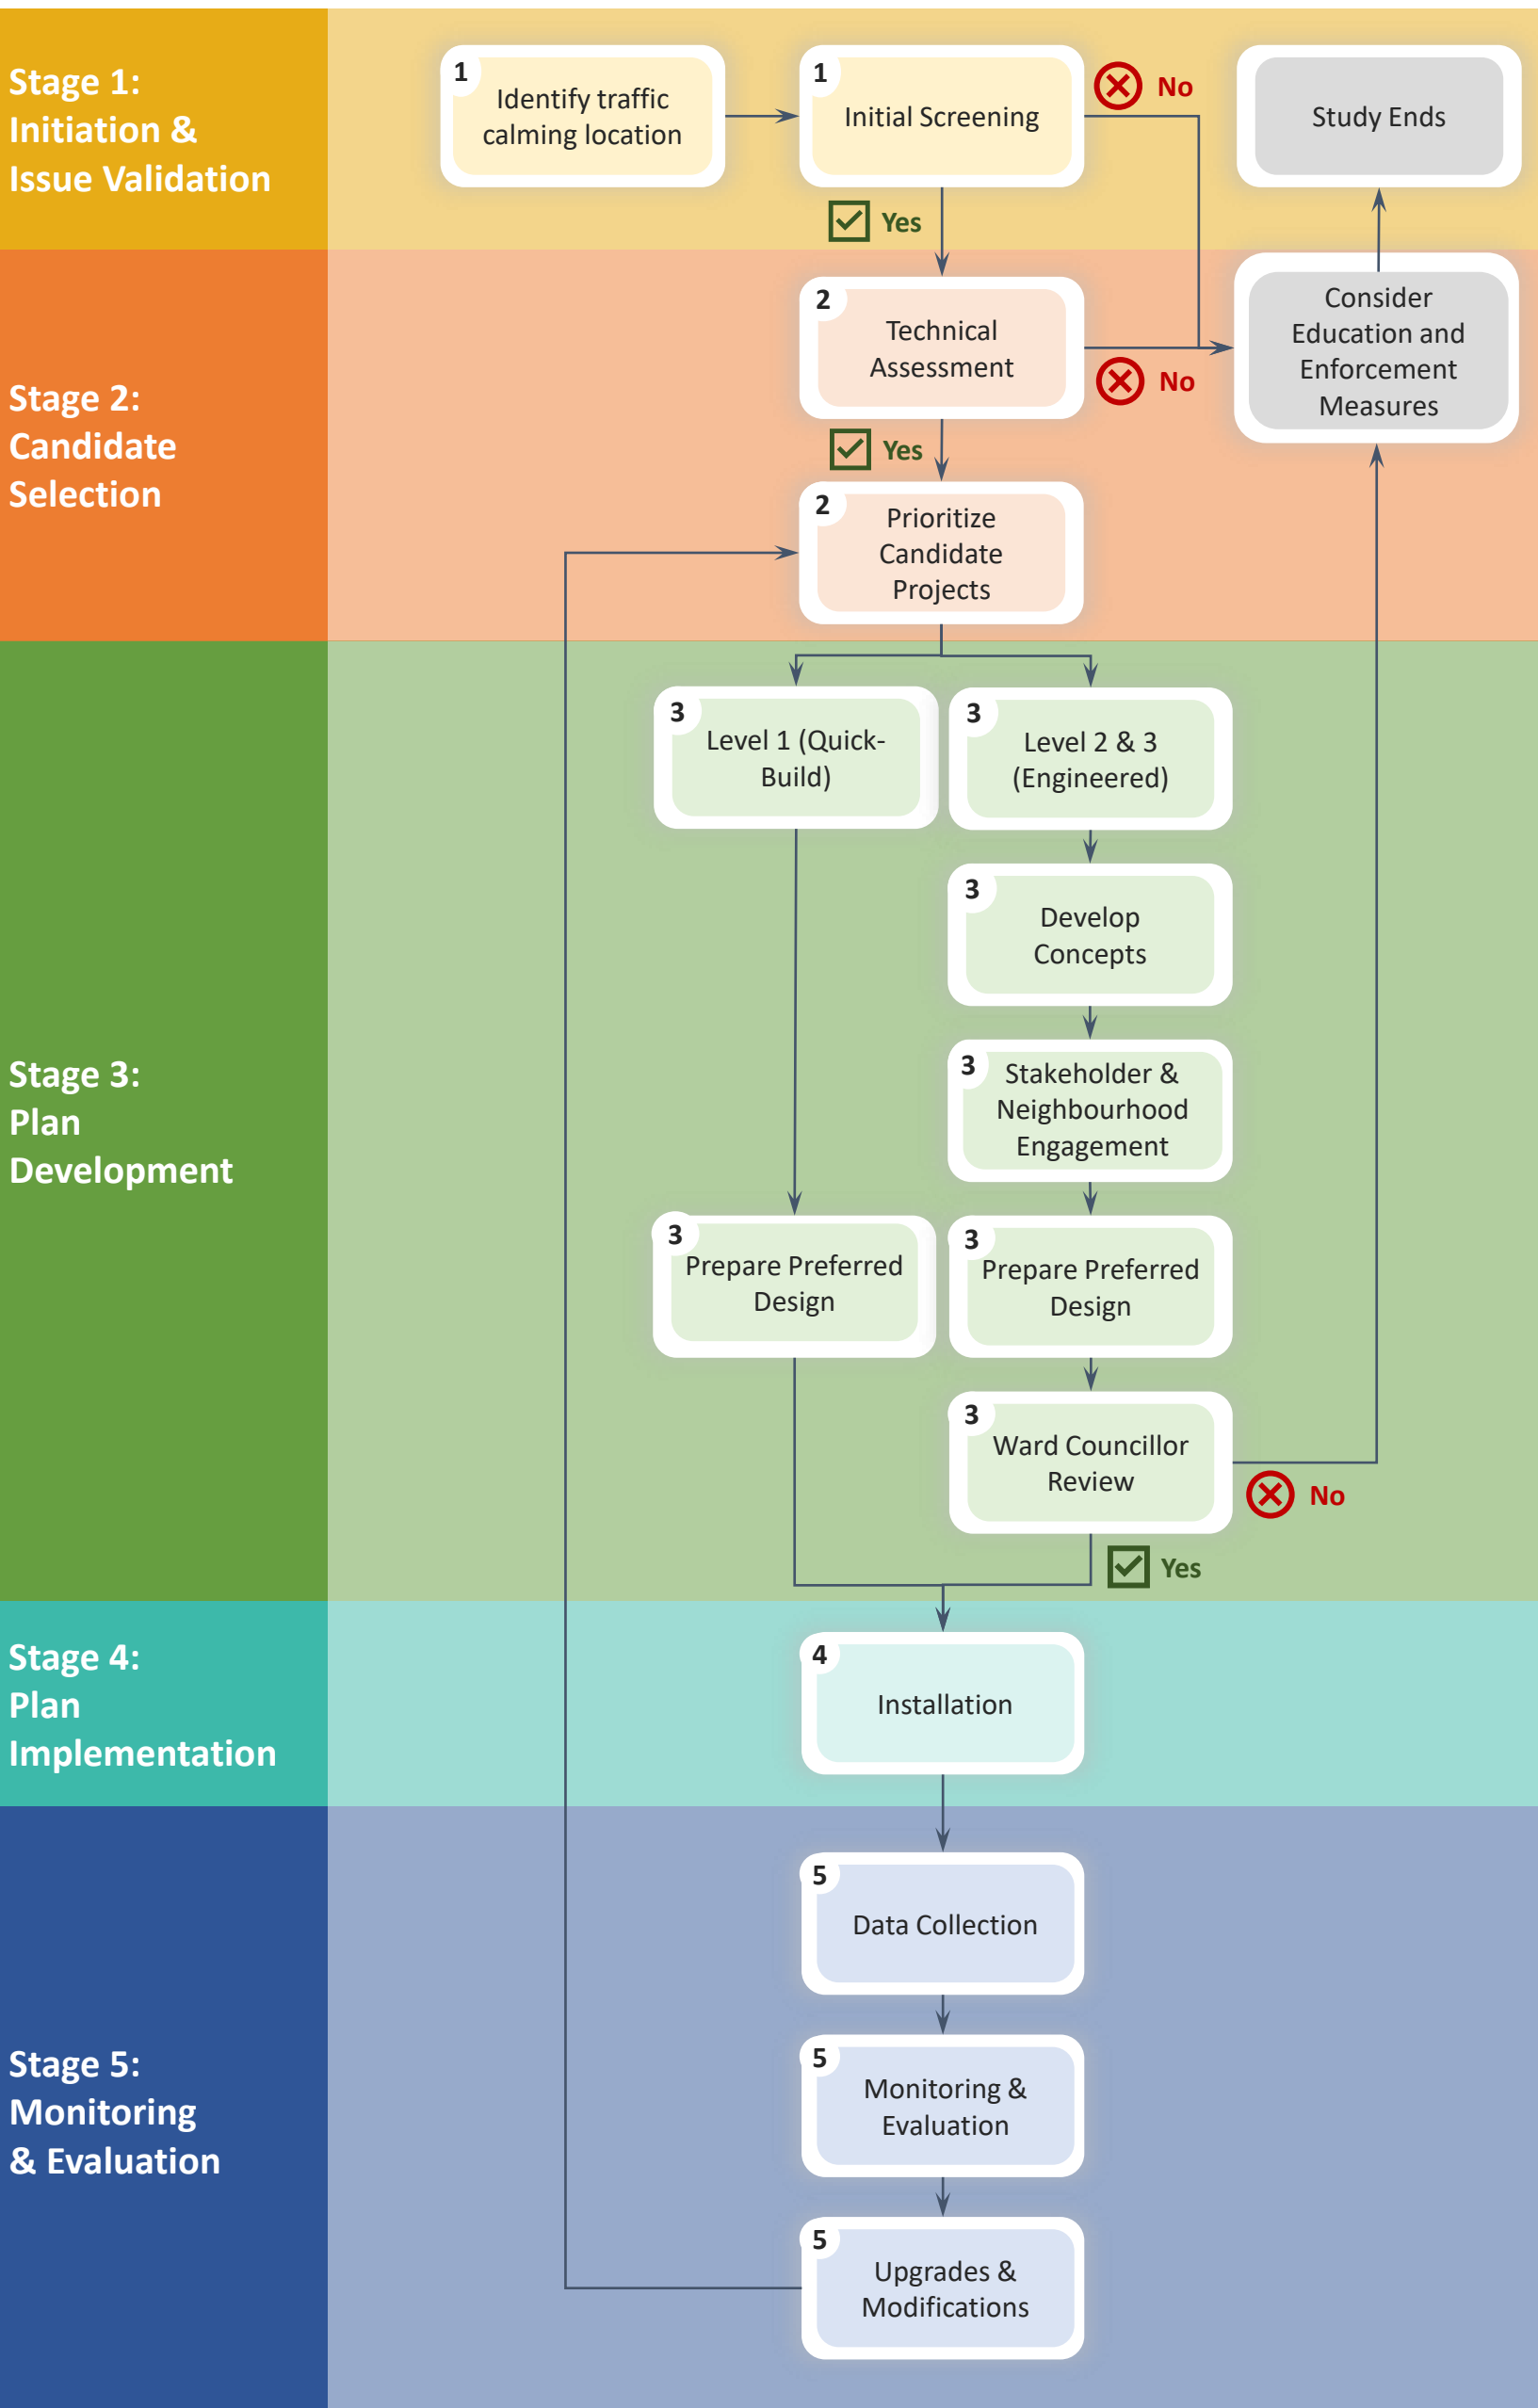 Stage 1:
Initiation &
Issue Validation
1
Identify traffic
calming location
1
Initial Screening
No
Study Ends
Yes
Stage 2:
Candidate
Selection
2
Technical
Assessment
No
Consider
Education and
Enforcement
Measures
Yes
2
Prioritize
Candidate
Projects
Stage 3:
Plan
Development
3
Level 1 (Quick-
Build)
3
Level 2 & 3
(Engineered)
3
Develop
Concepts
3
Stakeholder &
Neighbourhood
Engagement
3
Prepare Preferred
Design
3
Prepare Preferred
Design
3
Ward Councillor
Review
No
Yes
Stage 4:
Plan
Implementation
4
Installation
Stage 5:
Monitoring
& Evaluation
5
Data Collection
5
Monitoring &
Evaluation
5
Upgrades &
Modifications